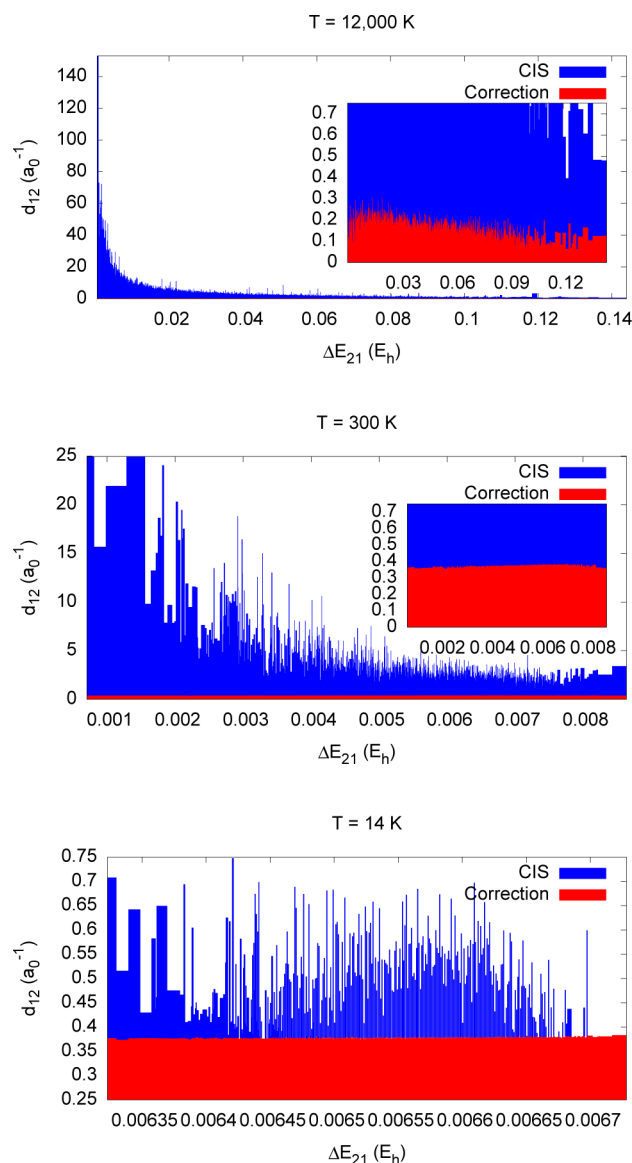 T = 12,000 K
CIS
Correction
140
120
100
80
60
40
20
0
d12 (a0^-1)
0.7
0.6
0.5
0.4
0.3
0.2
0.1
0
0.03 0.06 0.09 0.12
0.02 0.04 0.06 0.08 0.1 0.12 0.14
ΔE21 (Eh)
T = 300 K
CIS
Correction
25
20
15
10
5
0
d12 (a0^-1)
0.7
0.6
0.5
0.4
0.3
0.2
0.1
0
0.002 0.004 0.006 0.008
0.001 0.002 0.003 0.004 0.005 0.006 0.007 0.008
ΔE21 (Eh)
T = 14 K
CIS
Correction
0.75
0.7
0.65
0.6
0.55
0.5
0.45
0.4
0.35
0.3
0.25
d12 (a0^-1)
0.00635 0.0064 0.00645 0.0065 0.00655 0.0066 0.00665 0.0067
ΔE21 (Eh)